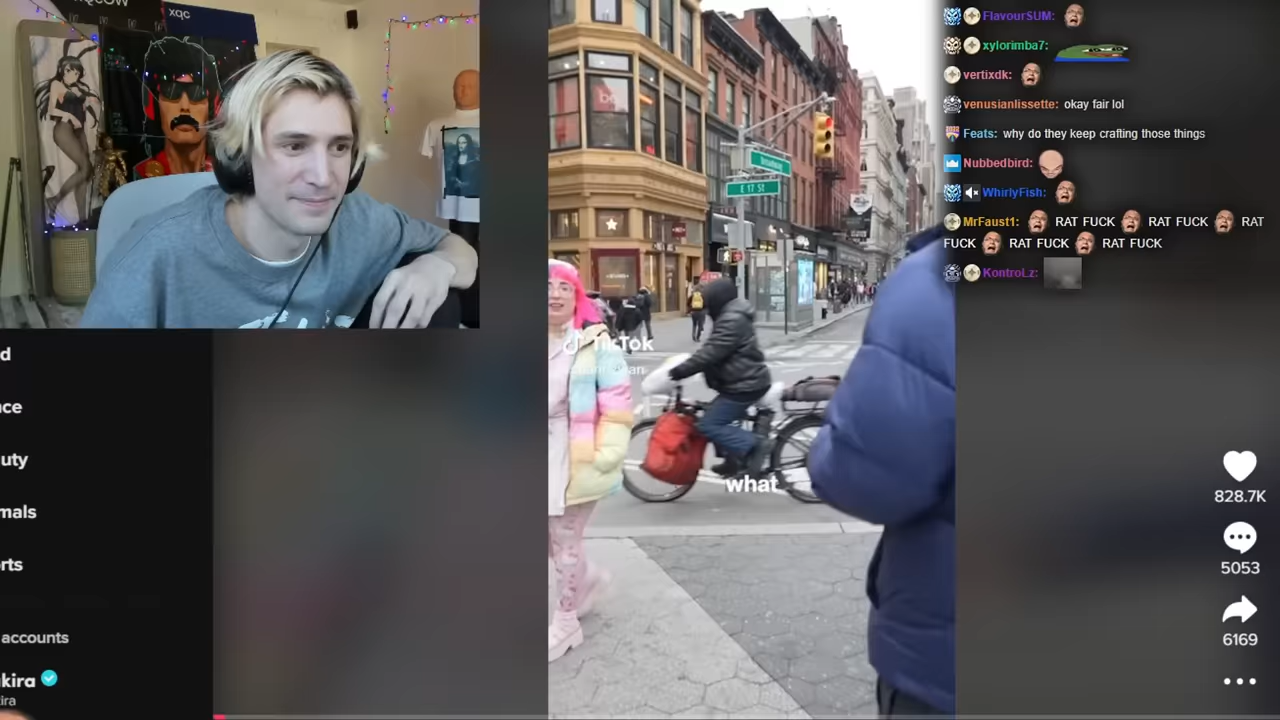 xQcOW
xqc
FlavourSUM:
xylorimba7:
vertixdk:
venusianlissette: okay fair lol
Feats: why do they keep crafting those things
Nubbedbird:
WhirlyFish:
MrFaust1: RAT FUCK RAT FUCK RAT
FUCK RAT FUCK RAT FUCK
KontroLz:
Broadway
E 17 St
TikTok
what
d
ce
uty
mals
rts
accounts
kira
ira
828.7K
5053
6169